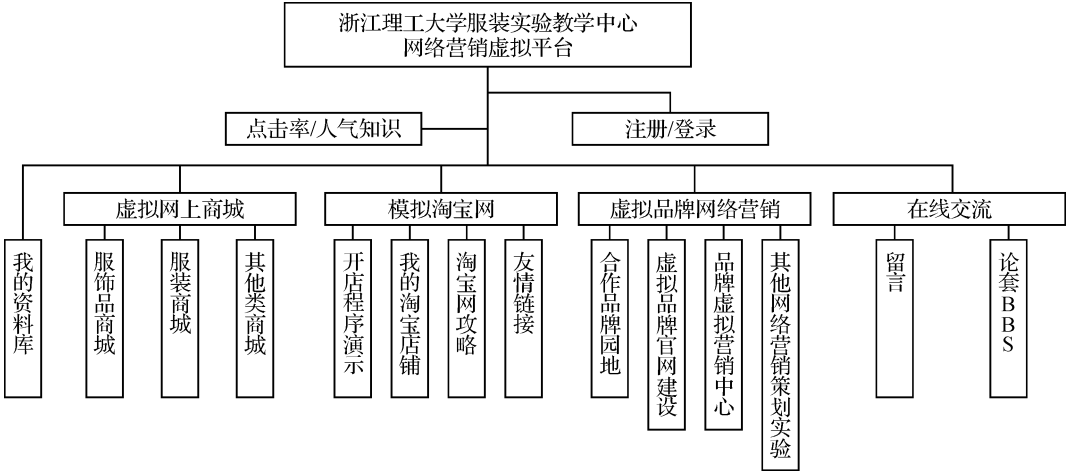 浙江理工大学服装实验教学中心
网络营销虚拟平台
点击率/人气知识
注册/登录
虚拟网上商城
模拟淘宝网
虚拟品牌网络营销
在线交流
我的资料库
服饰品商城
服装商城
其他类商城
开店程序演示
我的淘宝店铺
淘宝网攻略
友情链接
合作品牌园地
虚拟品牌官网建设
品牌虚拟营销中心
其他网络营销策划实验
留言
论套BBS